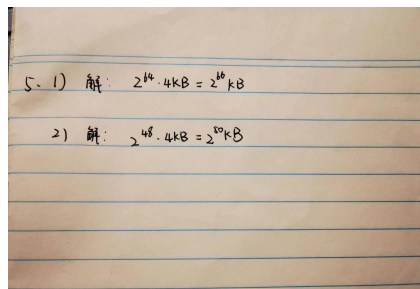 5. 1) 解: 2^64 · 4KB = 2^66 KB
2) 解: 2^48 · 4KB = 2^50 KB